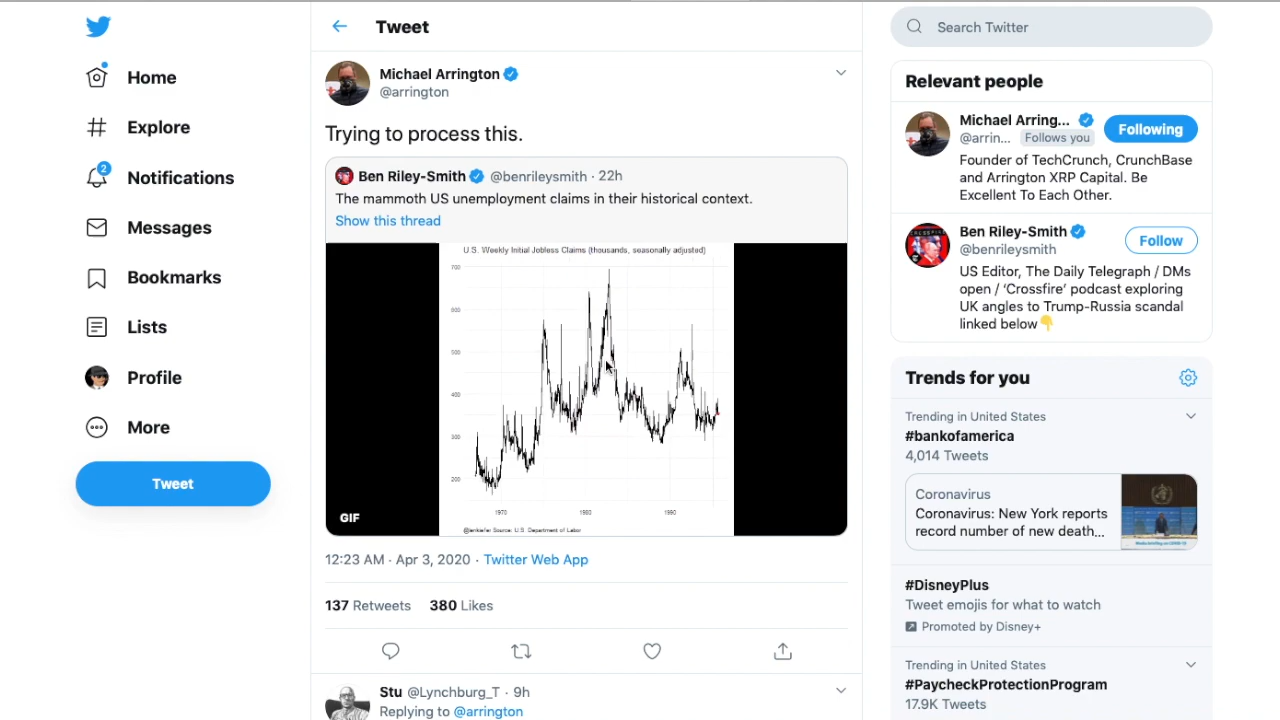 Home
Explore
2
Notifications
Messages
Bookmarks
Lists
Profile
More
Tweet
Tweet
Michael Arrington
@arrington
Trying to process this.
Ben Riley-Smith @benrileysmith · 22h
The mammoth US unemployment claims in their historical context.
Show this thread
U.S. Weekly Initial Jobless Claims (thousands, seasonally adjusted)
700
600
500
400
300
200
1970
1980
1990
@lenkiefer Source: U.S. Department of Labor
GIF
12:23 AM · Apr 3, 2020 · Twitter Web App
137 Retweets 380 Likes
Stu @Lynchburg_T · 9h
Replying to @arrington
Search Twitter
Relevant people
Michael Arring...
@arrin... Follows you
Following
Founder of TechCrunch, CrunchBase
and Arrington XRP Capital. Be
Excellent To Each Other.
Ben Riley-Smith
@benrileysmith
Follow
US Editor, The Daily Telegraph / DMs
open / ‘Crossfire’ podcast exploring
UK angles to Trump-Russia scandal
linked below👇
Trends for you
Trending in United States
#bankofamerica
4,014 Tweets
Coronavirus
Coronavirus: New York reports
record number of new death...
#DisneyPlus
Tweet emojis for what to watch
Promoted by Disney+
Trending in United States
#PaycheckProtectionProgram
17.9K Tweets